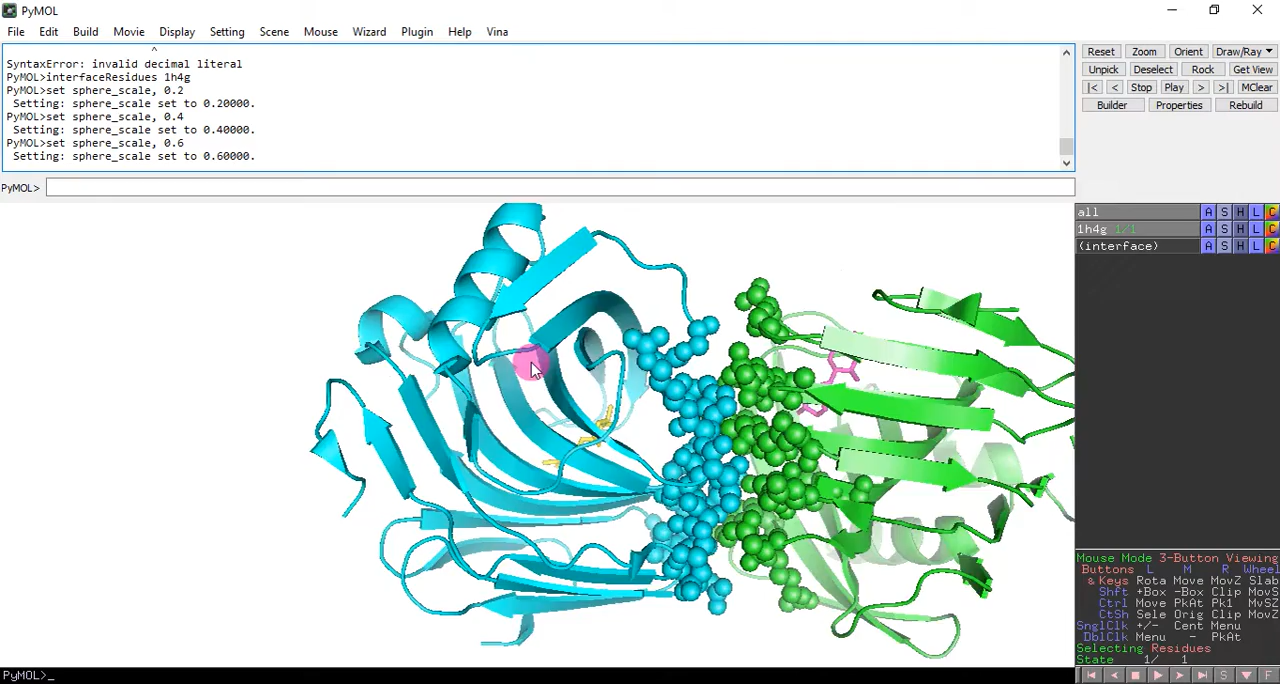 PyMOL
File Edit Build Movie Display Setting Scene Mouse Wizard Plugin Help Vina
^
SyntaxError: invalid decimal literal
PyMOL>interfaceResidues 1h4g
PyMOL>set sphere_scale, 0.2
Setting: sphere_scale set to 0.20000.
PyMOL>set sphere_scale, 0.4
Setting: sphere_scale set to 0.40000.
PyMOL>set sphere_scale, 0.6
Setting: sphere_scale set to 0.60000.
PyMOL>
Reset Zoom Orient Draw/Ray
Unpick Deselect Rock Get View
|< < Stop Play > >| MClear
Builder Properties Rebuild
all A S H L C
1h4g 1/1 A S H L C
(interface) A S H L C
Mouse Mode 3-Button Viewing
Buttons L M R Wheel
& Keys Rota Move MovZ Slab
Shft +Box -Box Clip MovS
Ctrl Move PkAt Pk1 MvSZ
CtSh Sele Orig Clip MovZ
SnglClk +/- Cent Menu
DblClk Menu - PkAt
Selecting Residues
State 1/ 1
PyMOL>_
S F